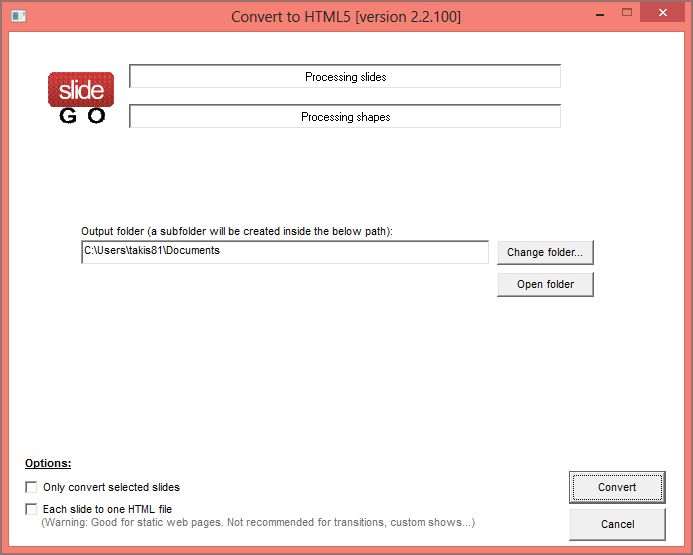 Convert to HTML5 [version 2.2.100]
slide
GO
Processing slides
Processing shapes
Output folder (a subfolder will be created inside the below path):
C:\Users\takis81\Documents
Change folder...
Open folder
Options:
Only convert selected slides
Each slide to one HTML file
(Warning: Good for static web pages. Not recommended for transitions, custom shows...)
Convert
Cancel